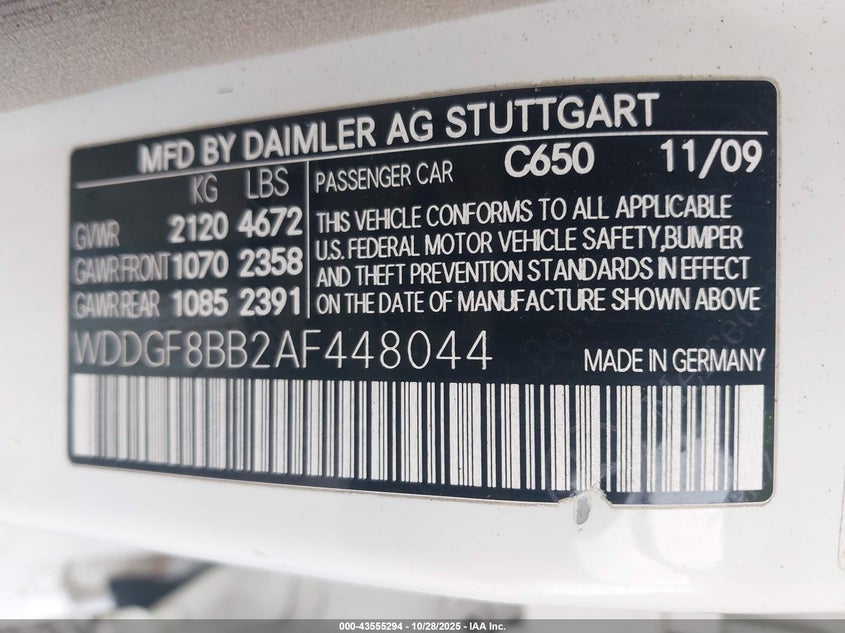 MFD BY DAIMLER AG STUTTGART
KG LBS
GVWR 2120 4672
GAWR FRONT 1070 2358
GAWR REAR 1085 2391
PASSENGER CAR C650 11/09
THIS VEHICLE CONFORMS TO ALL APPLICABLE
U.S. FEDERAL MOTOR VEHICLE SAFETY,BUMPER
AND THEFT PREVENTION STANDARDS IN EFFECT
ON THE DATE OF MANUFACTURE SHOWN ABOVE
WDDGF8BB2AF448044 MADE IN GERMANY
000-43555294 - 10/28/2025 - IAA Inc.